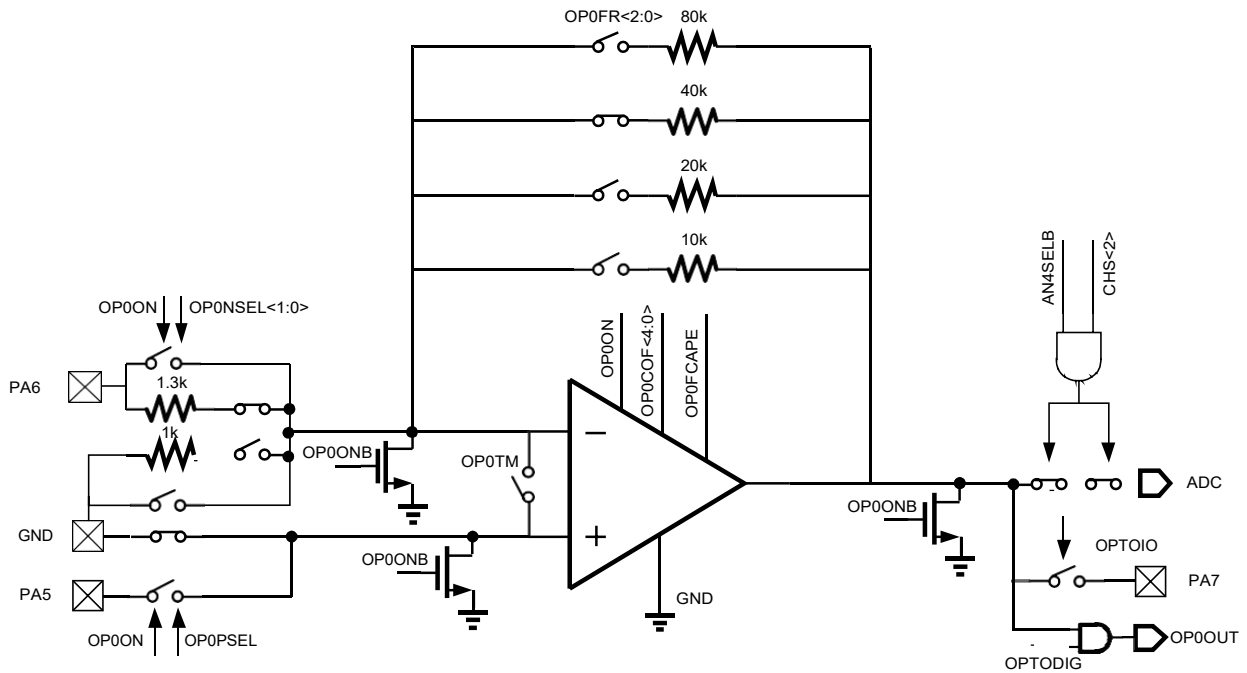 OP0FR<2:0>
80k
40k
20k
10k
AN4SELB
CHS<2>
OP0ON
OP0NSEL<1:0>
OP0ON
OP0COF<4:0>
OP0FCAPE
PA6
1.3k
1k
OP0ONB
OP0TM
−
OP0ONB
ADC
GND
+
OPTOIO
OP0ONB
PA5
GND
PA7
OP0ON
OP0PSEL
OP0OUT
OPTODIG